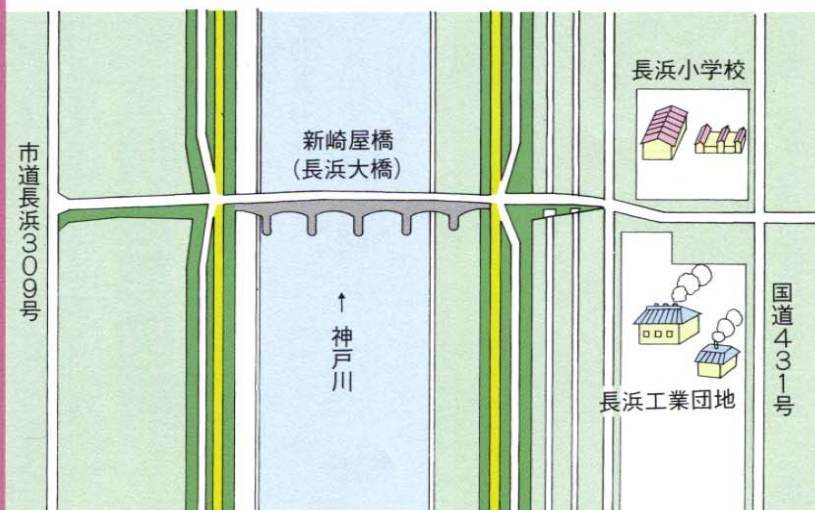 長浜小学校
新崎屋橋
(長浜大橋)
市道長浜309号
↑神戸川
国道431号
長浜工業団地